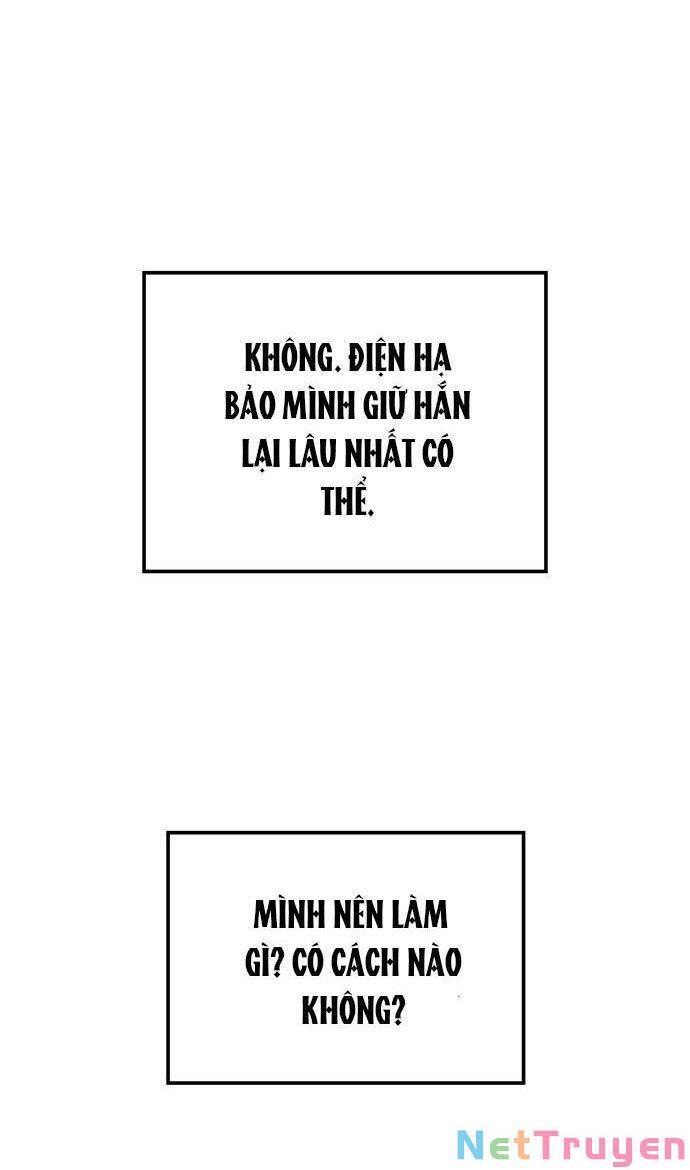 KHÔNG. ĐIỆN HẠ
BẢO MÌNH GIỮ HẮN
LẠI LÂU NHẤT CÓ
THỂ.
MÌNH NÊN LÀM
GÌ? CÓ CÁCH NÀO
KHÔNG?
NetTruyen